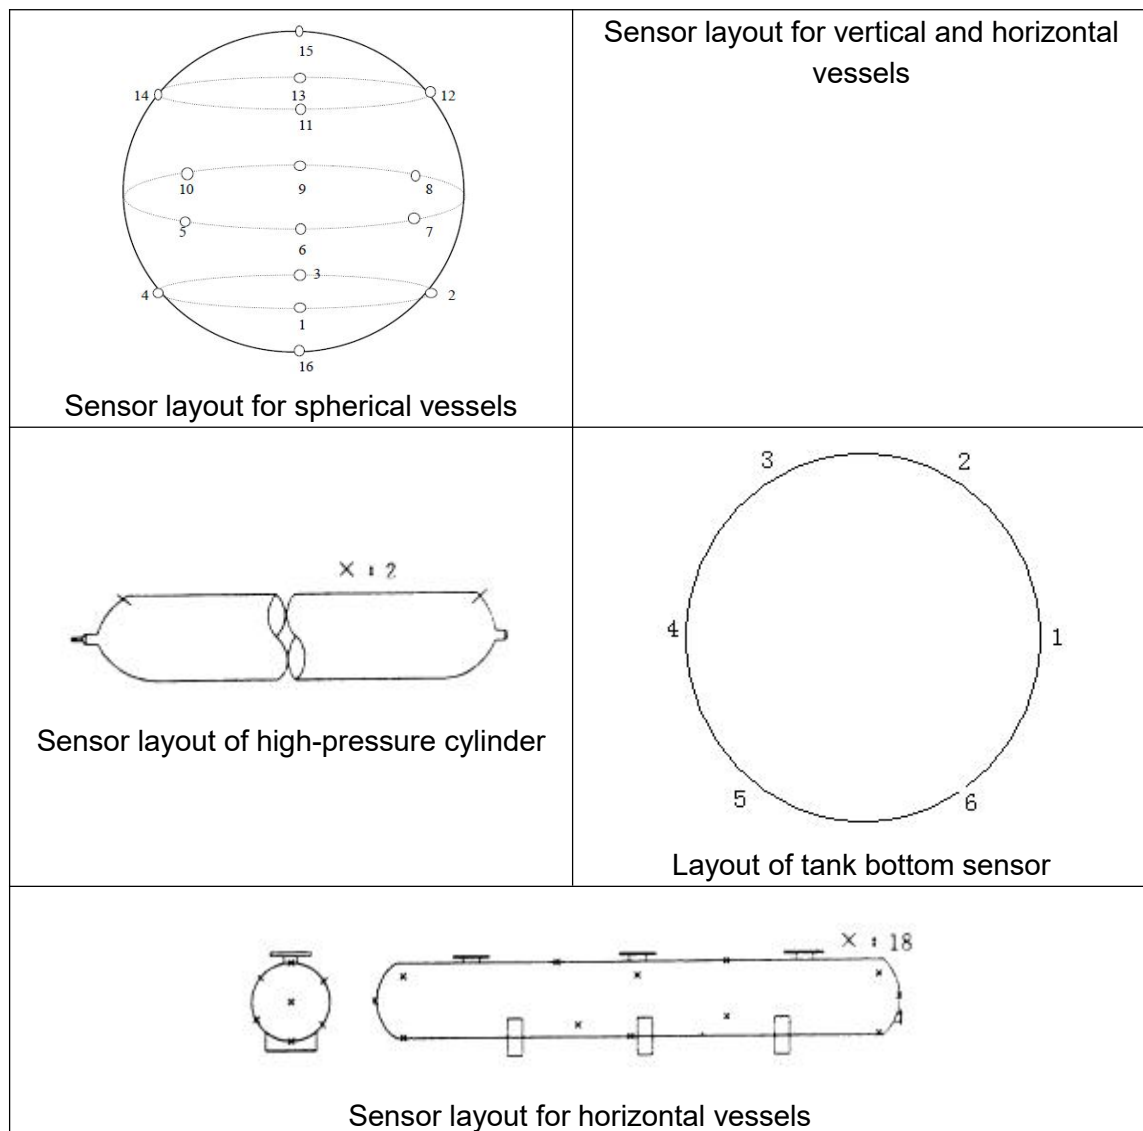 15
14
13
12
11
10
9
8
5
6
7
3
4
2
1
16
Sensor layout for spherical vessels
Sensor layout for vertical and horizontal
vessels
X : 2
Sensor layout of high-pressure cylinder
3
2
4
1
5
6
Layout of tank bottom sensor
X : 18
Sensor layout for horizontal vessels